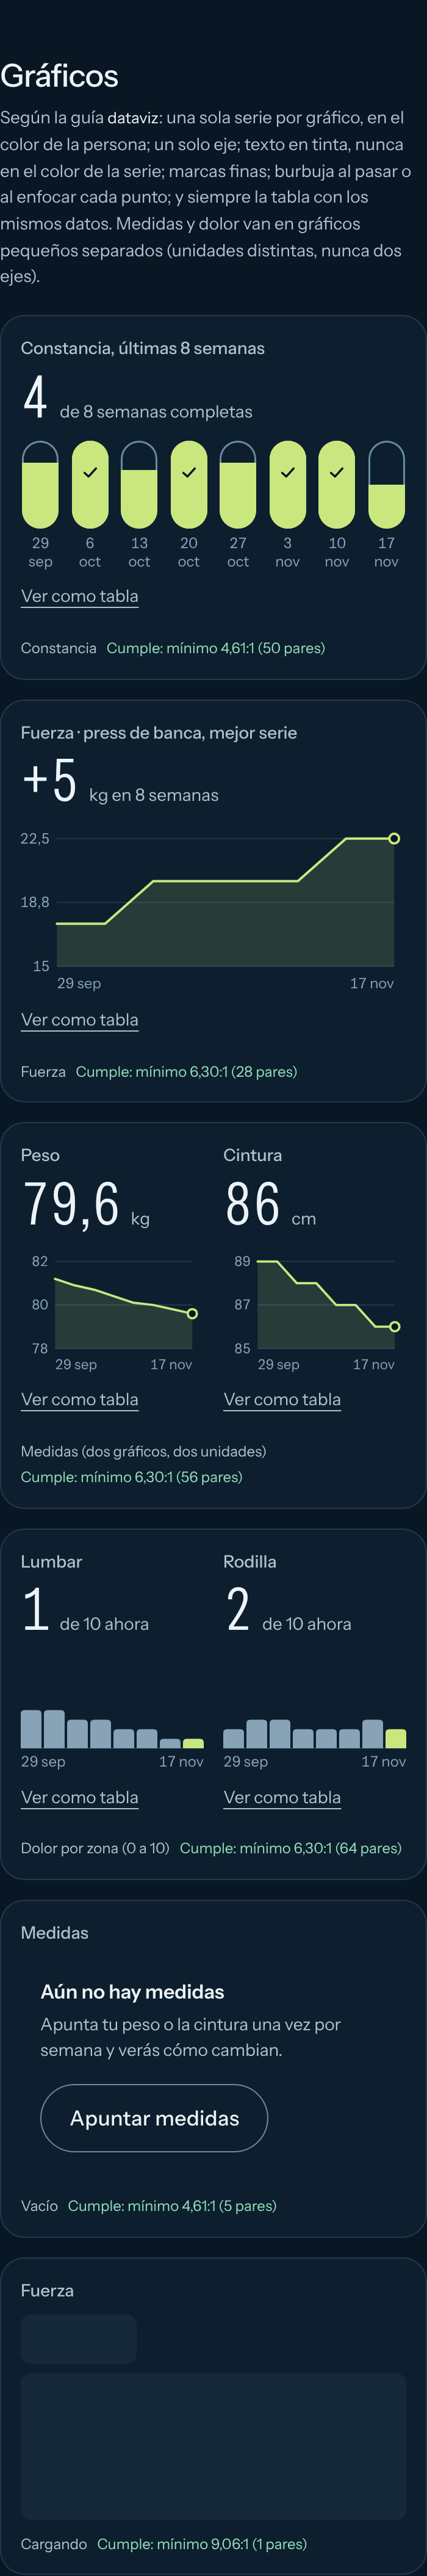 Gráficos
Según la guía dataviz: una sola serie por gráfico, en el
color de la persona; un solo eje; texto en tinta, nunca
en el color de la serie; marcas finas; burbuja al pasar o
al enfocar cada punto; y siempre la tabla con los
mismos datos. Medidas y dolor van en gráficos
pequeños separados (unidades distintas, nunca dos
ejes).
Constancia, últimas 8 semanas
4 de 8 semanas completas
29 6 13 20 27 3 10 17
sep oct oct oct oct nov nov nov
Ver como tabla
Constancia Cumple: mínimo 4,61:1 (50 pares)
Fuerza · press de banca, mejor serie
+5 kg en 8 semanas
22,5
18,8
15
29 sep 17 nov
Ver como tabla
Fuerza Cumple: mínimo 6,30:1 (28 pares)
Peso
79,6 kg
82
80
78
29 sep 17 nov
Ver como tabla
Cintura
86 cm
89
87
85
29 sep 17 nov
Ver como tabla
Medidas (dos gráficos, dos unidades)
Cumple: mínimo 6,30:1 (56 pares)
Lumbar
1 de 10 ahora
29 sep 17 nov
Ver como tabla
Rodilla
2 de 10 ahora
29 sep 17 nov
Ver como tabla
Dolor por zona (0 a 10) Cumple: mínimo 6,30:1 (64 pares)
Medidas
Aún no hay medidas
Apunta tu peso o la cintura una vez por
semana y verás cómo cambian.
Apuntar medidas
Vacío Cumple: mínimo 4,61:1 (5 pares)
Fuerza
Cargando Cumple: mínimo 9,06:1 (1 pares)